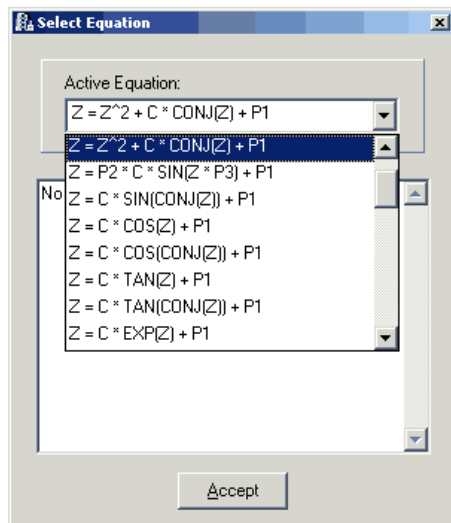 Select Equation
Active Equation:
Z = Z^2 + C * CONJ(Z) + P1
Z = Z^2 + C * CONJ(Z) + P1
Z = P2 * C * SIN(Z * P3) + P1
No
Z = C * SIN(CONJ(Z)) + P1
Z = C * COS(Z) + P1
Z = C * COS(CONJ(Z)) + P1
Z = C * TAN(Z) + P1
Z = C * TAN(CONJ(Z)) + P1
Z = C * EXP(Z) + P1
Accept